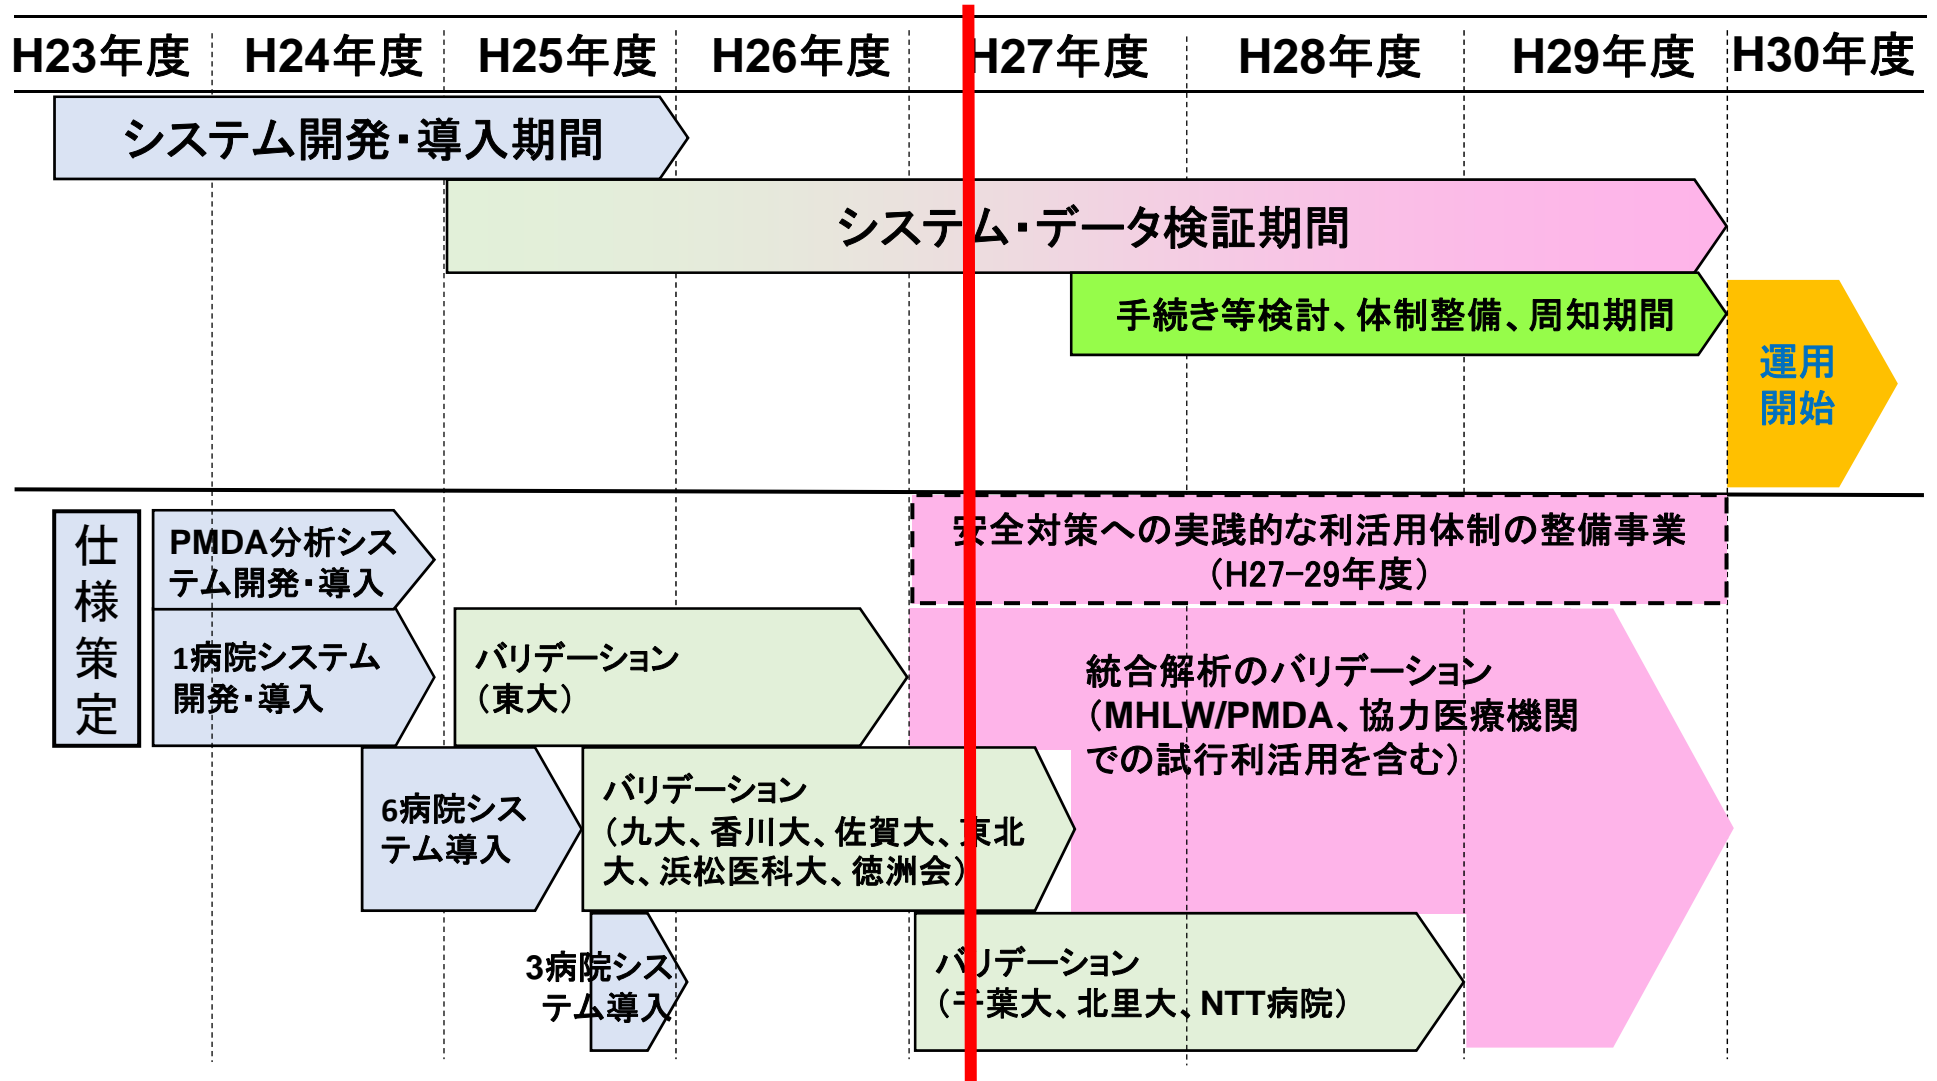 H23年度
H24年度
H25年度
H26年度
H27年度
H28年度
H29年度
H30年度
システム開発・導入期間
システム・データ検証期間
手続き等検討、体制整備、周知期間
運用
開始
仕様策定
PMDA分析シス
テム開発・導入
安全対策への実践的な利活用体制の整備事業
（H27-29年度）
1病院システム
開発・導入
バリデーション
（東大）
統合解析のバリデーション
（MHLW/PMDA、協力医療機関
での試行利活用を含む）
6病院シス
テム導入
バリデーション
（九大、香川大、佐賀大、東北
大、浜松医科大、徳洲会）
3病院シス
テム導入
バリデーション
（千葉大、北里大、NTT病院）